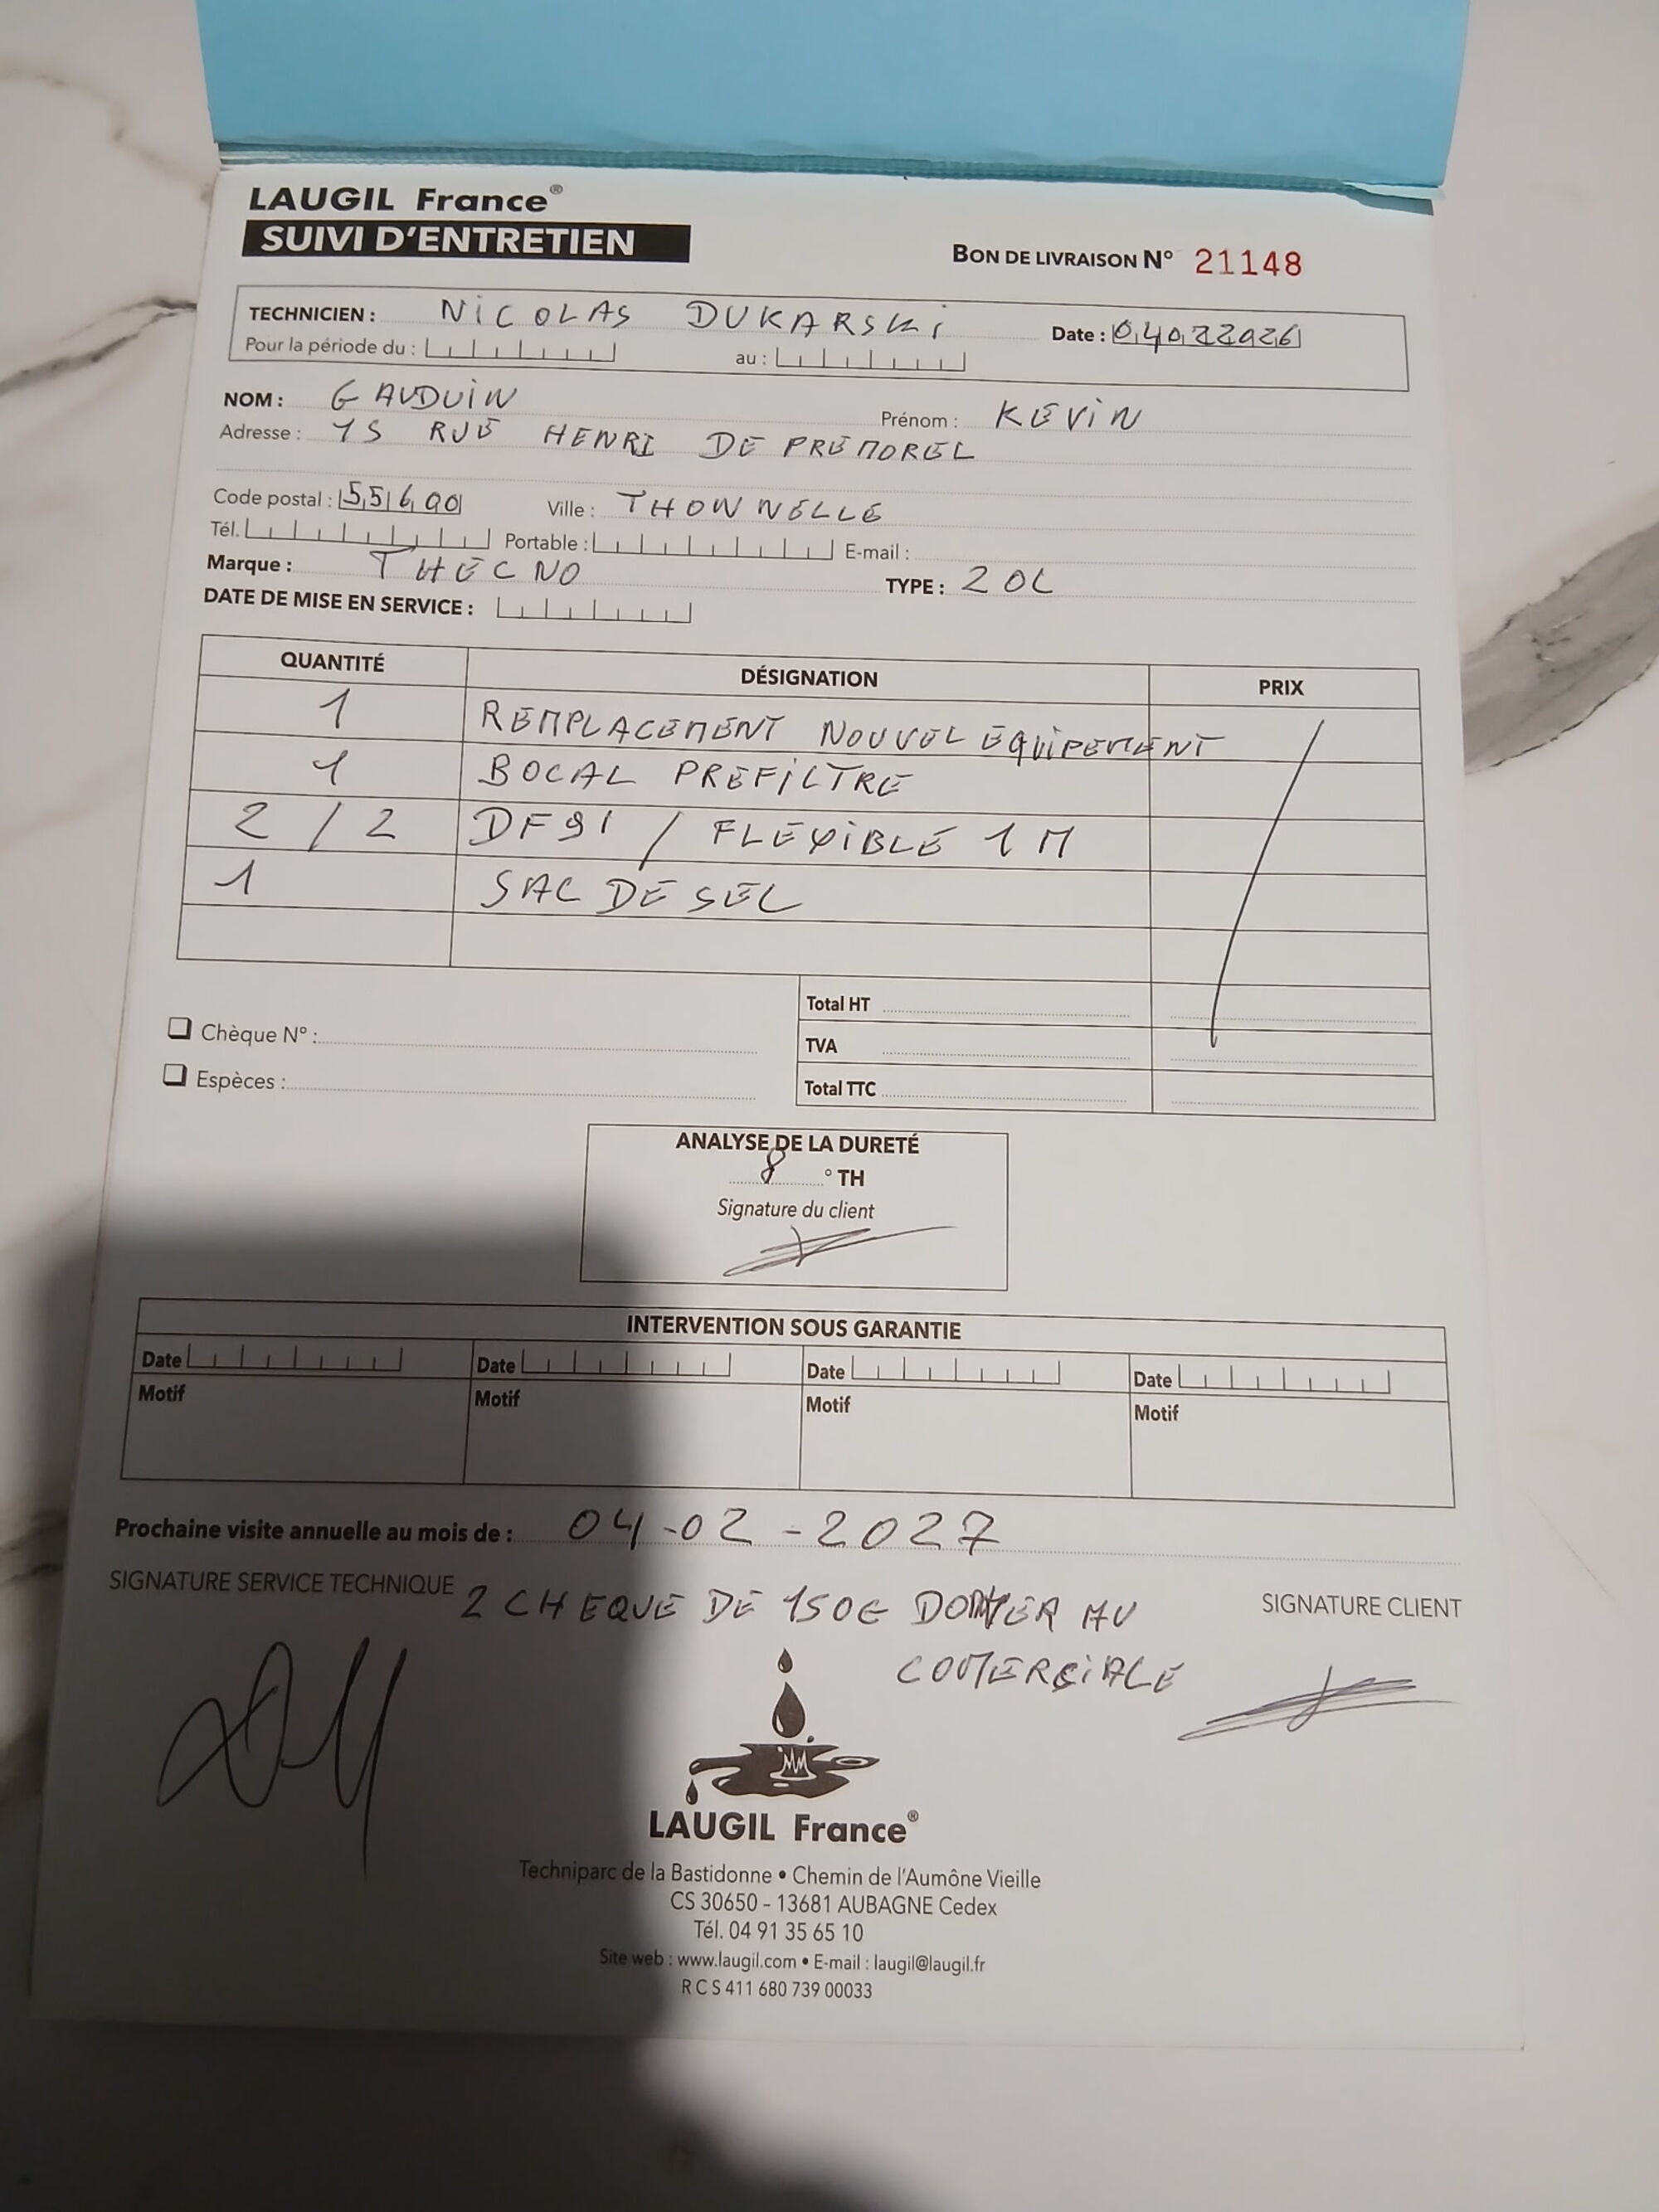 LAUGIL France®
SUIVI D'ENTRETIEN
BON DE LIVRAISON N° 21148
TECHNICIEN : NICOLAS DUKARSKI Date : 04022026
Pour la période du : au :
NOM : GAUDUIN Prénom : KEVIN
Adresse : 15 RUE HENRI DE PREMOREL
Code postal : 55600 Ville : THONNELLE
Tél. Portable : E-mail :
Marque : THECNO TYPE : 20L
DATE DE MISE EN SERVICE :
QUANTITÉ DÉSIGNATION PRIX
1 REMPLACEMENT NOUVEL EQUIPEMENT
1 BOCAL PREFILTRE
2 / 2 DF91 / FLEXIBLE 1 M
1 SAC DE SEL
Total HT
Chèque N° :
TVA
Espèces :
Total TTC
ANALYSE DE LA DURETÉ
8 ° TH
Signature du client
INTERVENTION SOUS GARANTIE
Date Date Date Date
Motif Motif Motif Motif
Prochaine visite annuelle au mois de : 04-02-2027
SIGNATURE SERVICE TECHNIQUE 2 CHEQUE DE 150€ DONNER AU SIGNATURE CLIENT
COMERCIALE
LAUGIL France®
Techniparc de la Bastidonne • Chemin de l'Aumône Vieille
CS 30650 - 13681 AUBAGNE Cedex
Tél. 04 91 35 65 10
Site web : www.laugil.com • E-mail : laugil@laugil.fr
R C S 411 680 739 00033